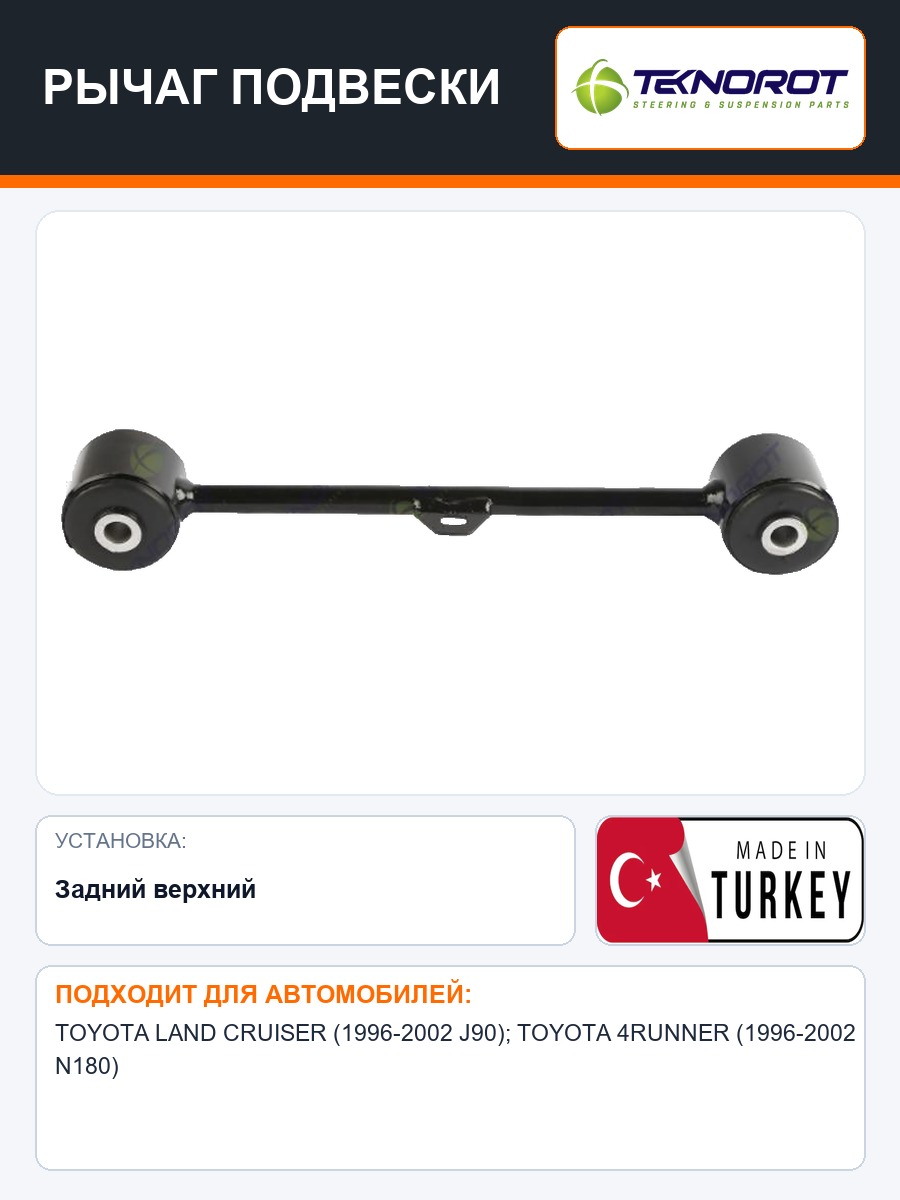 РЫЧАГ ПОДВЕСКИ
TEKNOROT
STEERING & SUSPENSION PARTS
УСТАНОВКА:
Задний верхний
MADE IN
TURKEY
ПОДХОДИТ ДЛЯ АВТОМОБИЛЕЙ:
TOYOTA LAND CRUISER (1996-2002 J90); TOYOTA 4RUNNER (1996-2002
N180)